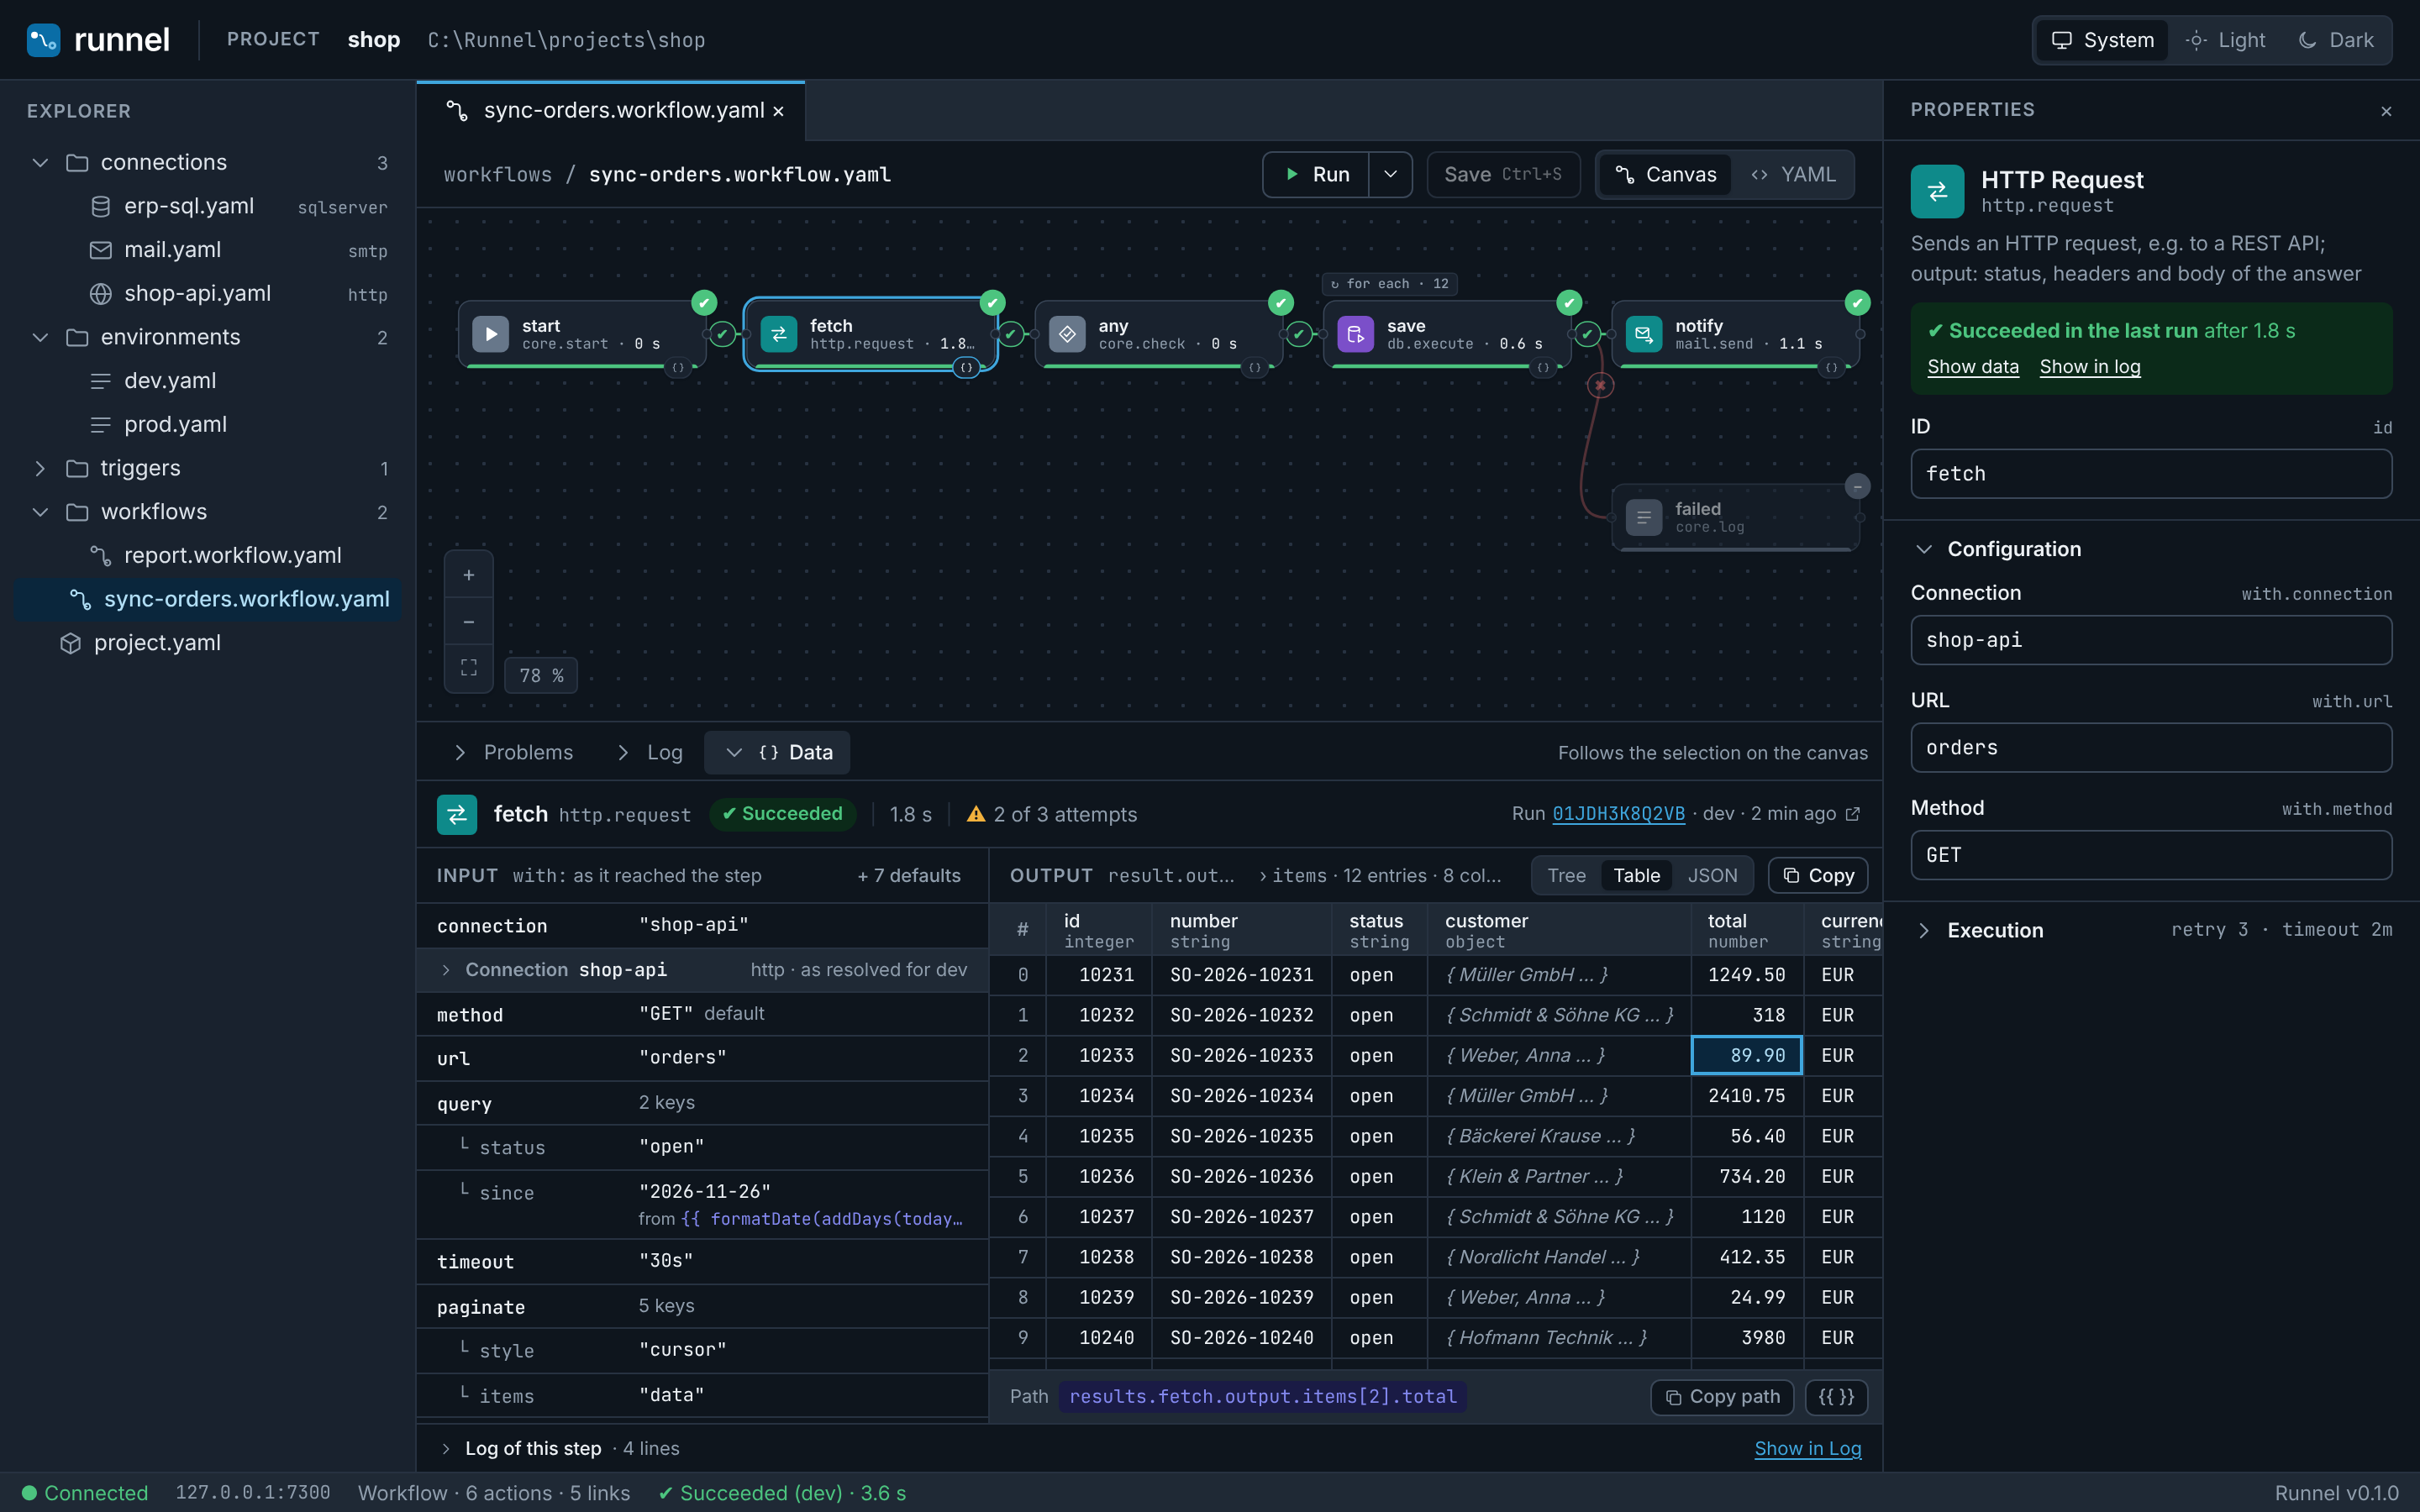 runnel
PROJECT shop C:\Runnel\projects\shop
System Light Dark
EXPLORER
connections 3
erp-sql.yaml sqlserver
mail.yaml smtp
shop-api.yaml http
environments 2
dev.yaml
prod.yaml
triggers 1
workflows 2
report.workflow.yaml
sync-orders.workflow.yaml
project.yaml
sync-orders.workflow.yaml ×
workflows / sync-orders.workflow.yaml
Run Save Ctrl+S Canvas <> YAML
↻ for each · 12
start
core.start · 0 s
{}
fetch
http.request · 1.8…
{}
any
core.check · 0 s
{}
save
db.execute · 0.6 s
{}
notify
mail.send · 1.1 s
{}
failed
core.log
+
−
78 %
Problems Log {} Data
Follows the selection on the canvas
fetch http.request ✔ Succeeded 1.8 s 2 of 3 attempts
Run 01JDH3K8Q2VB · dev · 2 min ago
INPUT with: as it reached the step + 7 defaults
connection "shop-api"
Connection shop-api http · as resolved for dev
method "GET" default
url "orders"
query 2 keys
└ status "open"
└ since "2026-11-26"
from {{ formatDate(addDays(today…
timeout "30s"
paginate 5 keys
└ style "cursor"
└ items "data"
OUTPUT result.out… › items · 12 entries · 8 col…
Tree Table JSON Copy
# id number status customer total curren
integer string string object number string
0 10231 SO-2026-10231 open { Müller GmbH … } 1249.50 EUR
1 10232 SO-2026-10232 open { Schmidt & Söhne KG … } 318 EUR
2 10233 SO-2026-10233 open { Weber, Anna … } 89.90 EUR
3 10234 SO-2026-10234 open { Müller GmbH … } 2410.75 EUR
4 10235 SO-2026-10235 open { Bäckerei Krause … } 56.40 EUR
5 10236 SO-2026-10236 open { Klein & Partner … } 734.20 EUR
6 10237 SO-2026-10237 open { Schmidt & Söhne KG … } 1120 EUR
7 10238 SO-2026-10238 open { Nordlicht Handel … } 412.35 EUR
8 10239 SO-2026-10239 open { Weber, Anna … } 24.99 EUR
9 10240 SO-2026-10240 open { Hofmann Technik … } 3980 EUR
Path results.fetch.output.items[2].total
Copy path {{ }}
Log of this step · 4 lines
Show in Log
PROPERTIES ×
HTTP Request
http.request
Sends an HTTP request, e.g. to a REST API;
output: status, headers and body of the answer
✔ Succeeded in the last run after 1.8 s
Show data Show in log
ID id
fetch
Configuration
Connection with.connection
shop-api
URL with.url
orders
Method with.method
GET
Execution retry 3 · timeout 2m
Connected 127.0.0.1:7300 Workflow · 6 actions · 5 links ✔ Succeeded (dev) · 3.6 s
Runnel v0.1.0